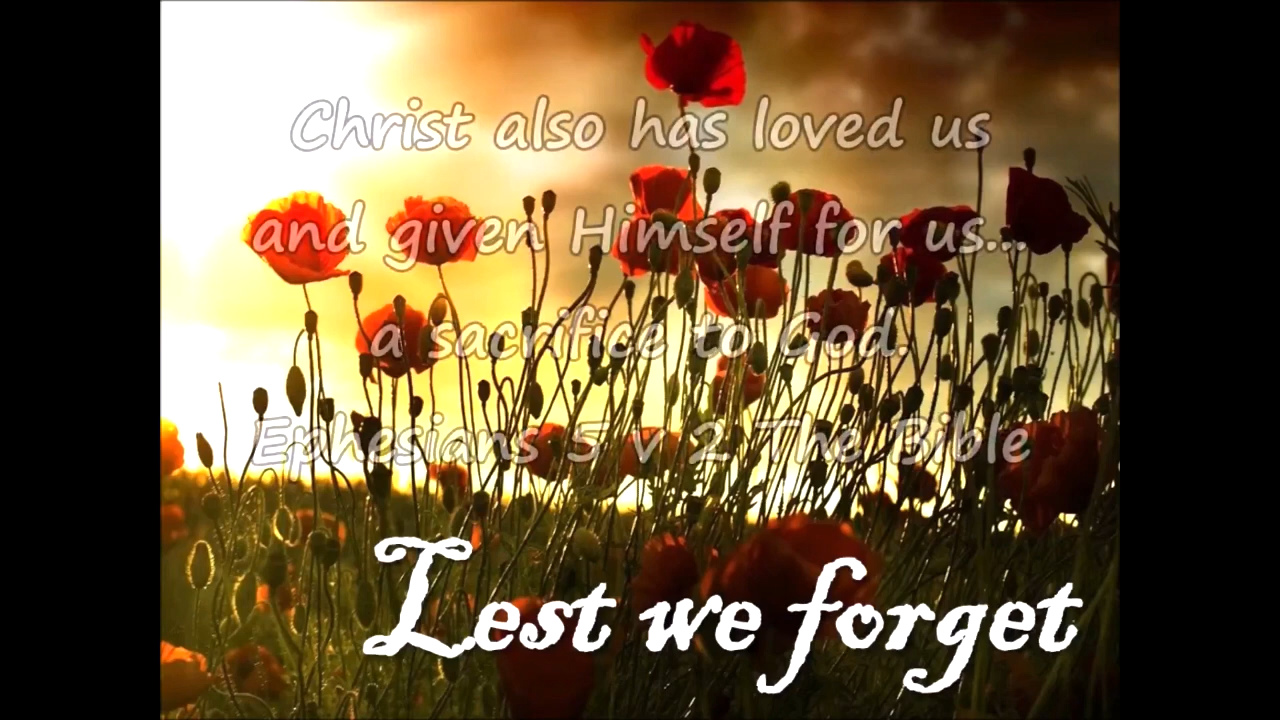 Christ also has loved us
and given Himself for us...
a sacrifice to God.
Ephesians 5 v 2 The Bible
Lest we forget